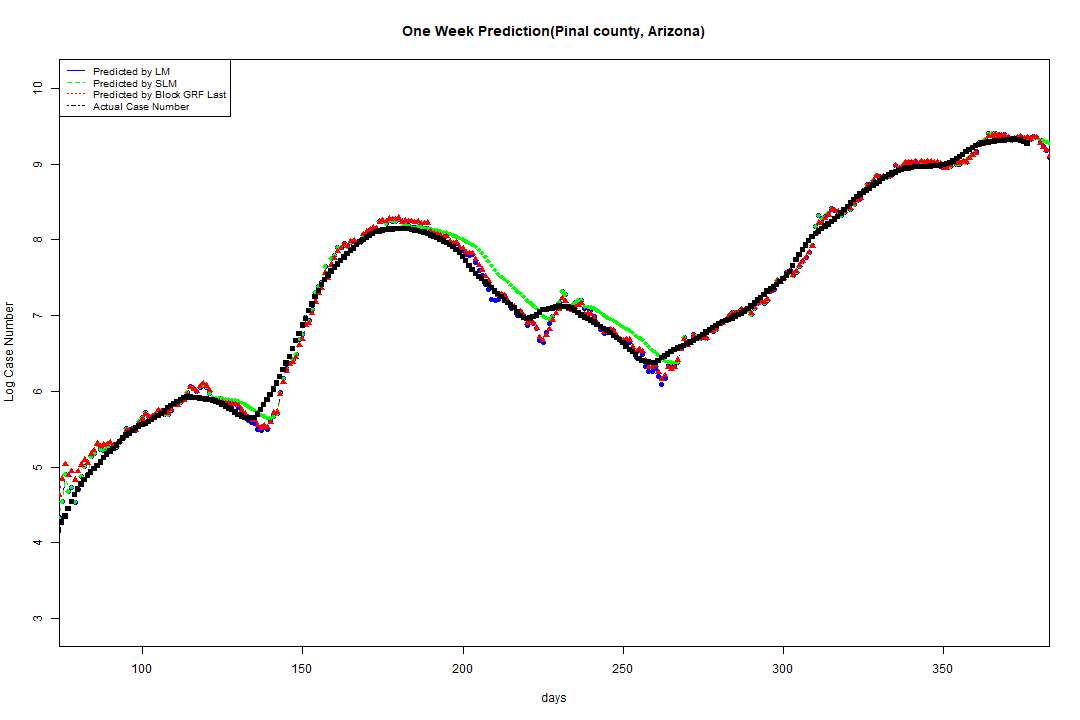 One Week Prediction(Pinal county, Arizona)
Predicted by LM
Predicted by SLM
Predicted by Block GRF Last
Actual Case Number
10
9
8
7
6
5
4
3
Log Case Number
100 150 200 250 300 350
days